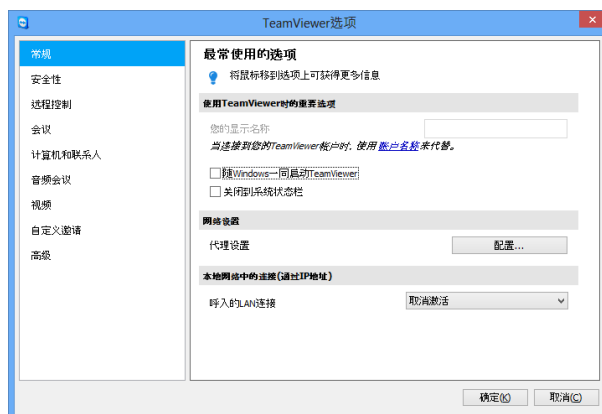 TeamViewer选项
常规
安全性
远程控制
会议
计算机和联系人
音频会议
视频
自定义邀请
高级
最常使用的选项
将鼠标移到选项上可获得更多信息
使用TeamViewer时的重要选项
您的显示名称
当连接到您的TeamViewer帐户时, 使用 账户名称来代替。
随Windows一同启动TeamViewer
关闭到系统状态栏
网络设置
代理设置
配置...
本地网络中的连接(通过IP地址)
呼入的LAN连接
取消激活
确定(K)
取消(C)